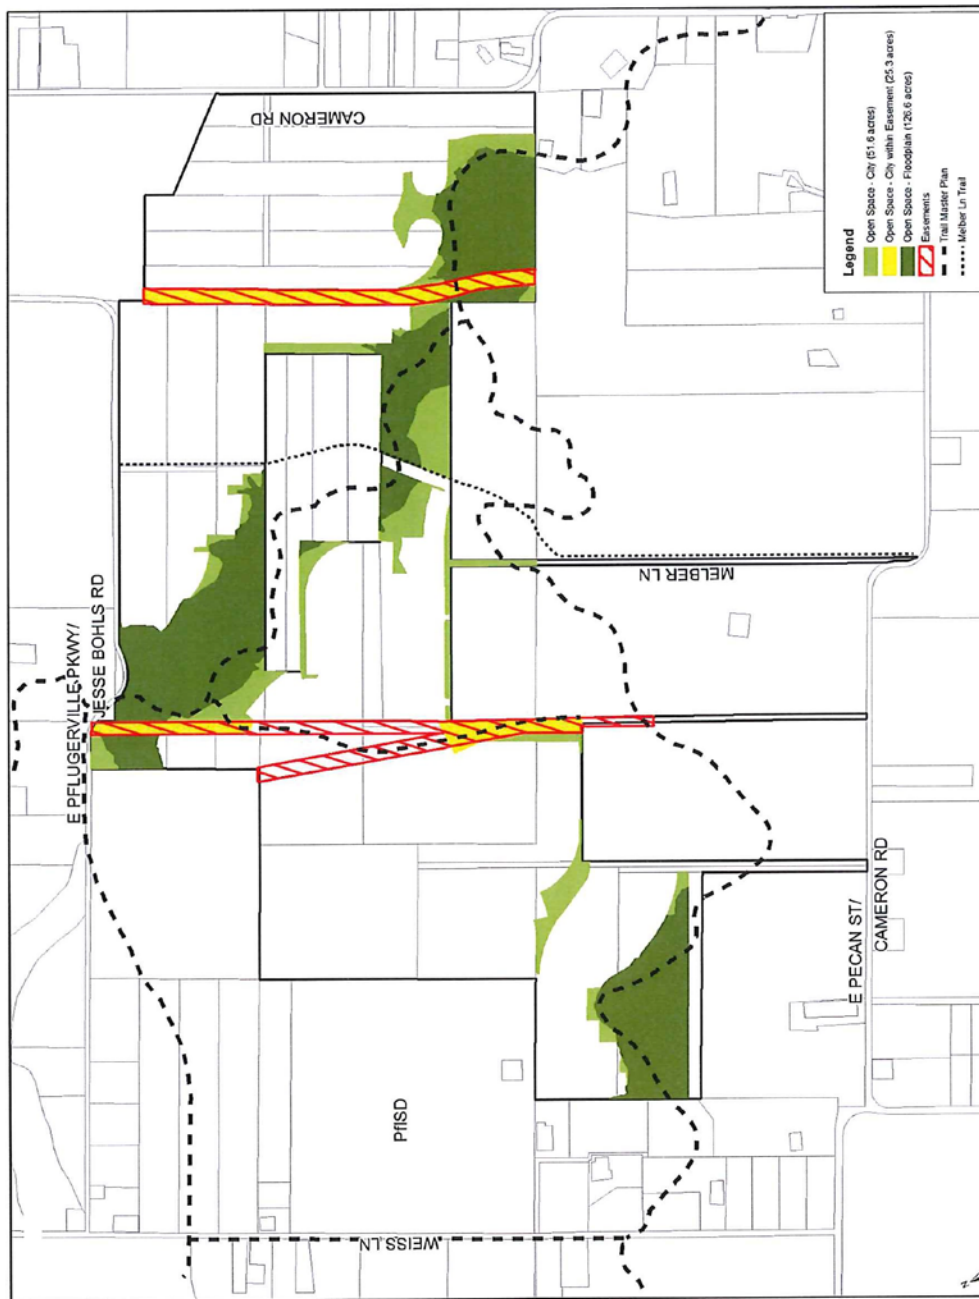 E PFLUGERVILLE PKWY/
JESSE BOHLS RD
CAMERON RD
MELBER LN
PfISD
WEISS LN
E PECAN ST/
CAMERON RD
Legend
Open Space - City (51.6 acres)
Open Space - City within Easement (25.3 acres)
Open Space - Floodplain (126.6 acres)
Easements
Trail Master Plan
Melber Ln Trail
N